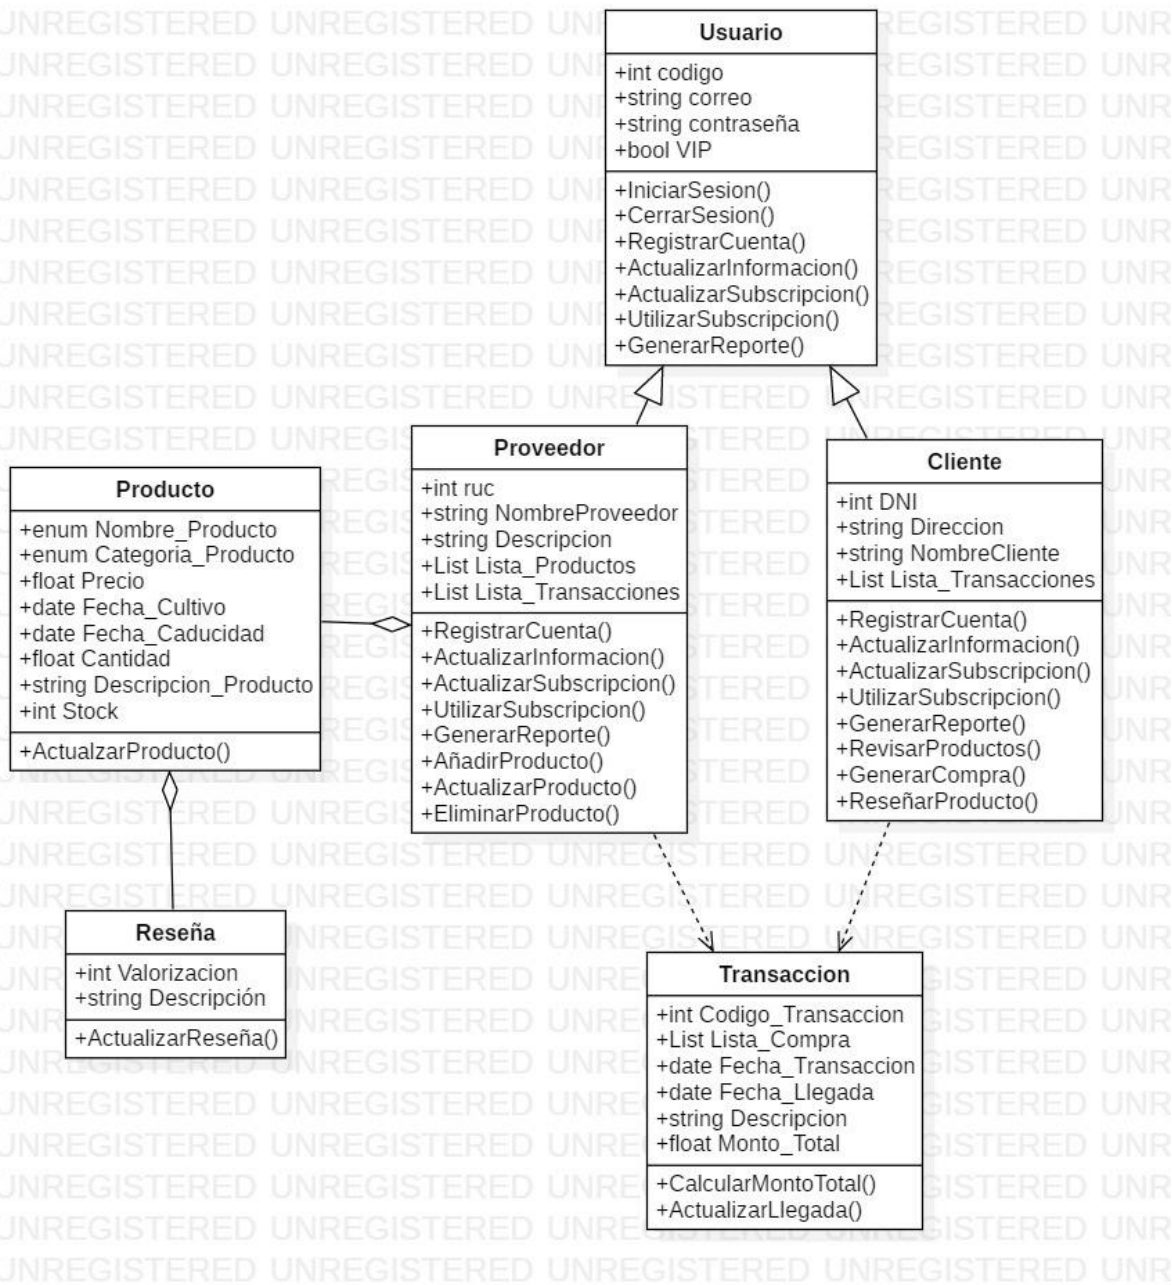 Usuario
+int codigo
+string correo
+string contraseña
+bool VIP
+IniciarSesion()
+CerrarSesion()
+RegistrarCuenta()
+ActualizarInformacion()
+ActualizarSubscripcion()
+UtilizarSubscripcion()
+GenerarReporte()
Producto
+enum Nombre_Producto
+enum Categoria_Producto
+float Precio
+date Fecha_Cultivo
+date Fecha_Caducidad
+float Cantidad
+string Descripcion_Producto
+int Stock
+ActualzarProducto()
Proveedor
+int ruc
+string NombreProveedor
+string Descripcion
+List Lista_Productos
+List Lista_Transacciones
+RegistrarCuenta()
+ActualizarInformacion()
+ActualizarSubscripcion()
+UtilizarSubscripcion()
+GenerarReporte()
+AñadirProducto()
+ActualizarProducto()
+EliminarProducto()
Cliente
+int DNI
+string Direccion
+string NombreCliente
+List Lista_Transacciones
+RegistrarCuenta()
+ActualizarInformacion()
+ActualizarSubscripcion()
+UtilizarSubscripcion()
+GenerarReporte()
+RevisarProductos()
+GenerarCompra()
+ReseñarProducto()
Reseña
+int Valorizacion
+string Descripción
+ActualizarReseña()
Transaccion
+int Codigo_Transaccion
+List Lista_Compra
+date Fecha_Transaccion
+date Fecha_Llegada
+string Descripcion
+float Monto_Total
+CalcularMontoTotal()
+ActualizarLlegada()
UNREGISTERED